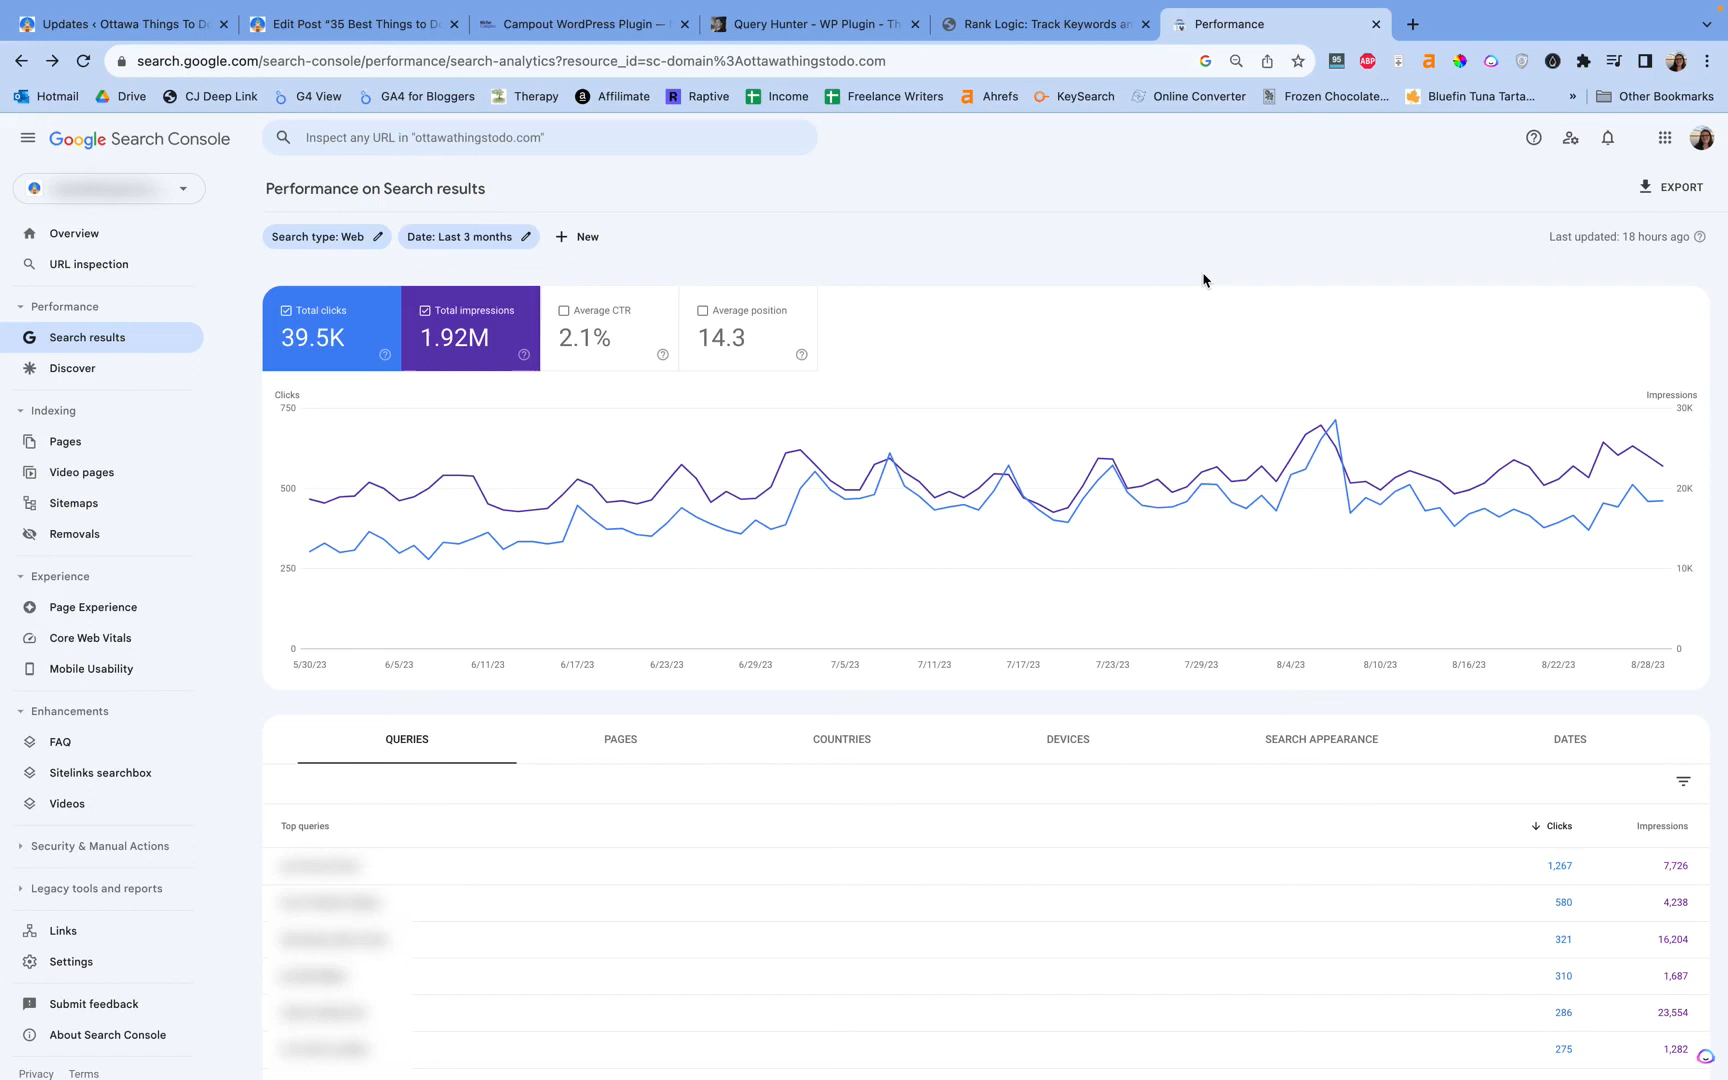 Updates ‹ Ottawa Things To D
Edit Post "35 Best Things to D
Campout WordPress Plugin —
Query Hunter - WP Plugin - Th
Rank Logic: Track Keywords an
Performance
search.google.com/search-console/performance/search-analytics?resource_id=sc-domain%3Aottawathingstodo.com
95
ABP
Hotmail
Drive
CJ Deep Link
G4 View
GA4 for Bloggers
Therapy
Affilimate
Raptive
Income
Freelance Writers
Ahrefs
KeySearch
Online Converter
Frozen Chocolate...
Bluefin Tuna Tarta...
»
Other Bookmarks
Google Search Console
Inspect any URL in "ottawathingstodo.com"
Performance on Search results
EXPORT
Search type: Web
Date: Last 3 months
New
Last updated: 18 hours ago
Overview
URL inspection
Performance
Search results
Discover
Indexing
Pages
Video pages
Sitemaps
Removals
Experience
Page Experience
Core Web Vitals
Mobile Usability
Enhancements
FAQ
Sitelinks searchbox
Videos
Security & Manual Actions
Legacy tools and reports
Links
Settings
Submit feedback
About Search Console
Privacy Terms
Total clicks
39.5K
Total impressions
1.92M
Average CTR
2.1%
Average position
14.3
Clicks
Impressions
750
30K
500
20K
250
10K
0
0
5/30/23 6/5/23 6/11/23 6/17/23 6/23/23 6/29/23 7/5/23 7/11/23 7/17/23 7/23/23 7/29/23 8/4/23 8/10/23 8/16/23 8/22/23 8/28/23
QUERIES PAGES COUNTRIES DEVICES SEARCH APPEARANCE DATES
Top queries Clicks Impressions
1,267 7,726
580 4,238
321 16,204
310 1,687
286 23,554
275 1,282